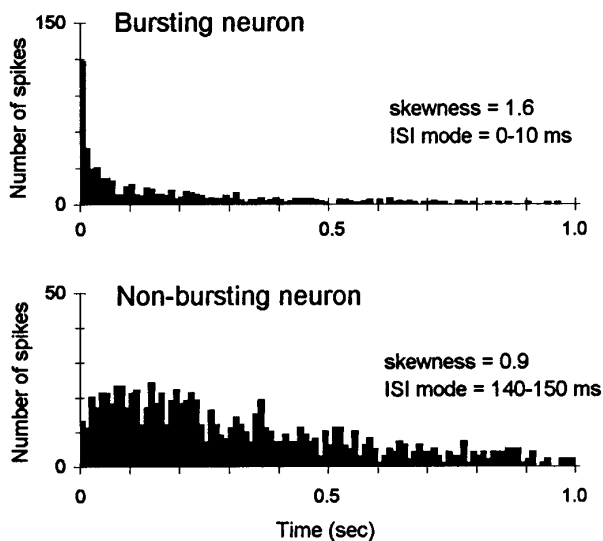 Bursting neuron
150
Number of spikes
skewness = 1.6
ISI mode = 0-10 ms
0
0
0.5
1.0
Non-bursting neuron
50
Number of spikes
skewness = 0.9
ISI mode = 140-150 ms
0
0
0.5
1.0
Time (sec)